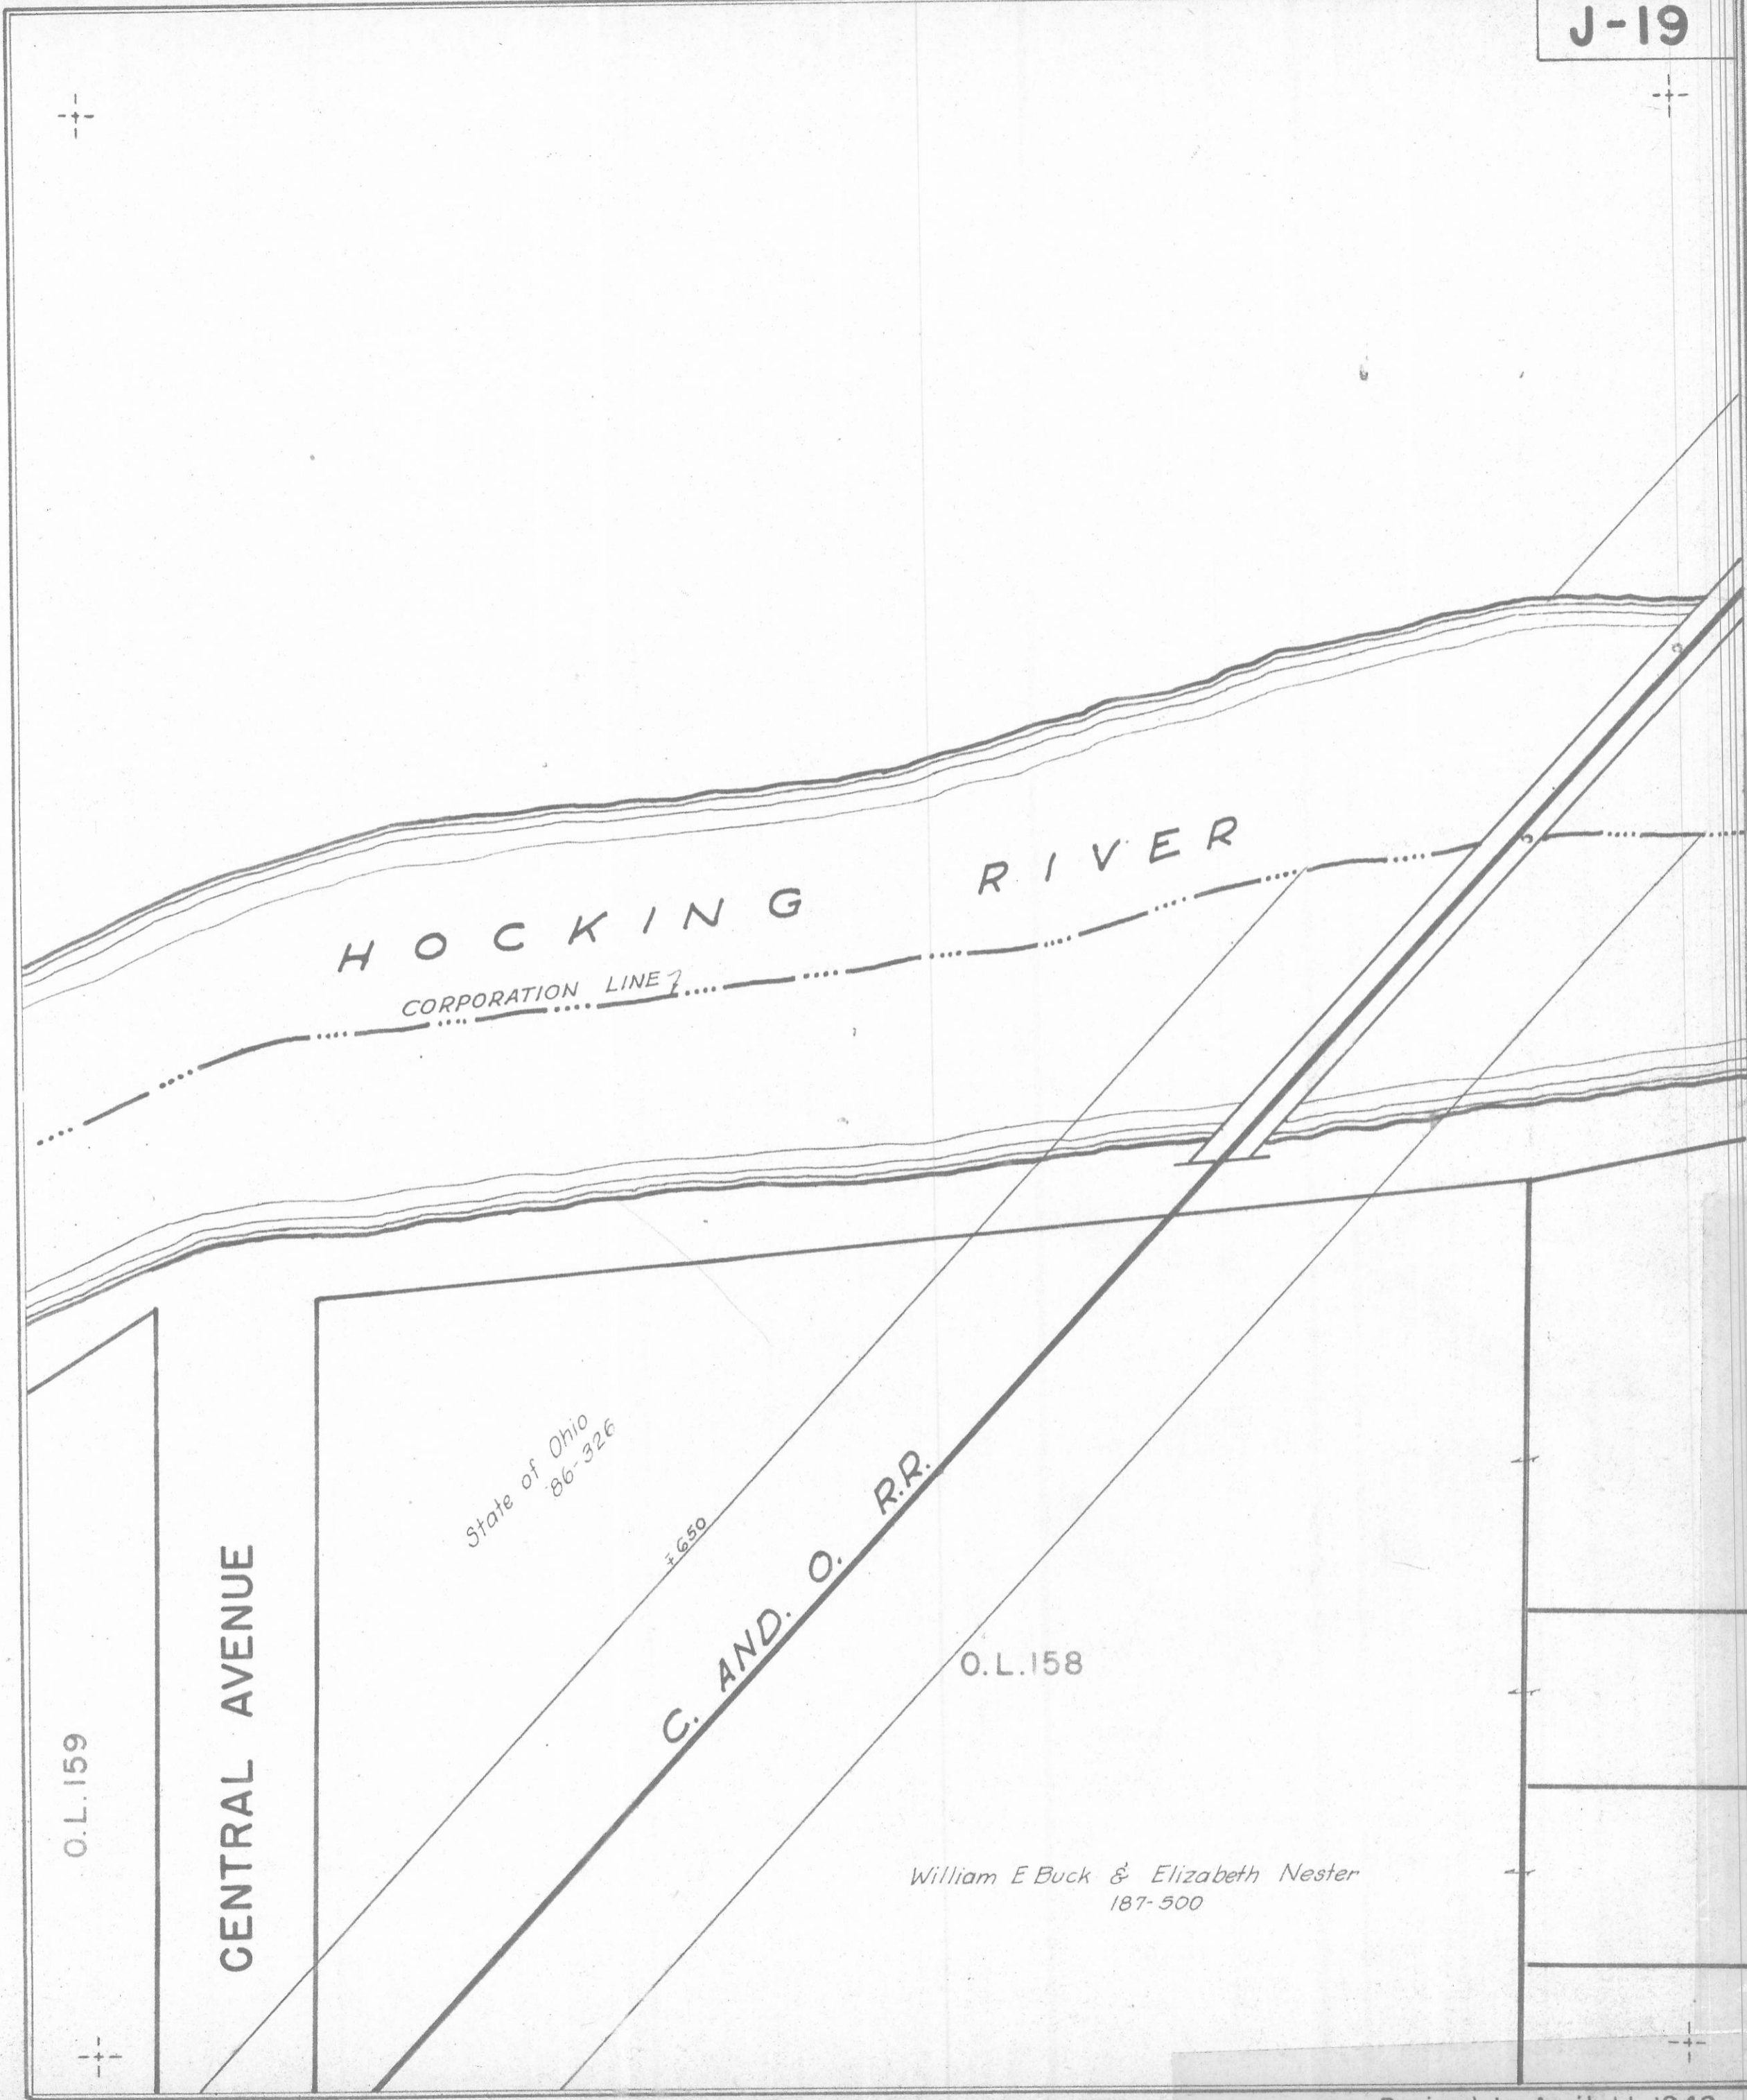 J-19
HOCKING RIVER
CORPORATION LINE
State of Ohio
86-326
650
C. AND. O. R.R.
O.L.158
O.L.159
CENTRAL AVENUE
William E Buck & Elizabeth Nester
187-500